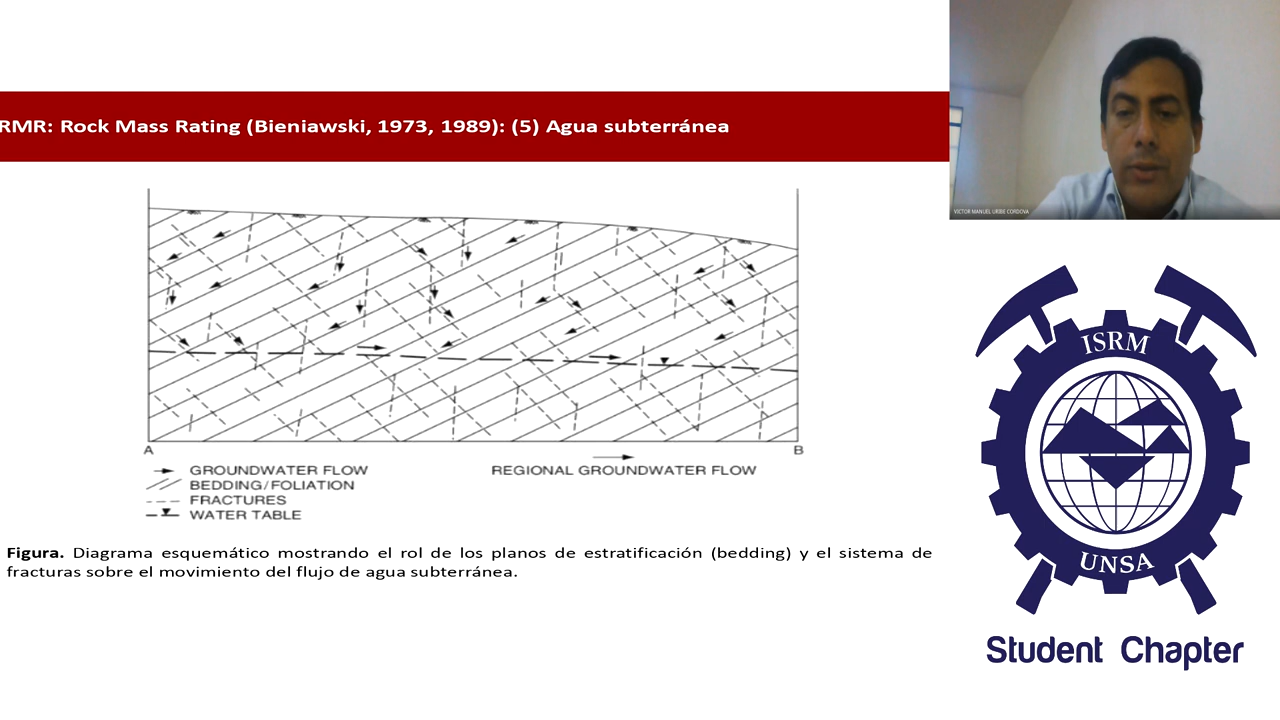 RMR: Rock Mass Rating (Bieniawski, 1973, 1989): (5) Agua subterránea
VICTOR MANUEL URIBE CORDOVA
A
B
GROUNDWATER FLOW
BEDDING/FOLIATION
FRACTURES
WATER TABLE
REGIONAL GROUNDWATER FLOW
Figura. Diagrama esquemático mostrando el rol de los planos de estratificación (bedding) y el sistema de
fracturas sobre el movimiento del flujo de agua subterránea.
ISRM
UNSA
Student Chapter